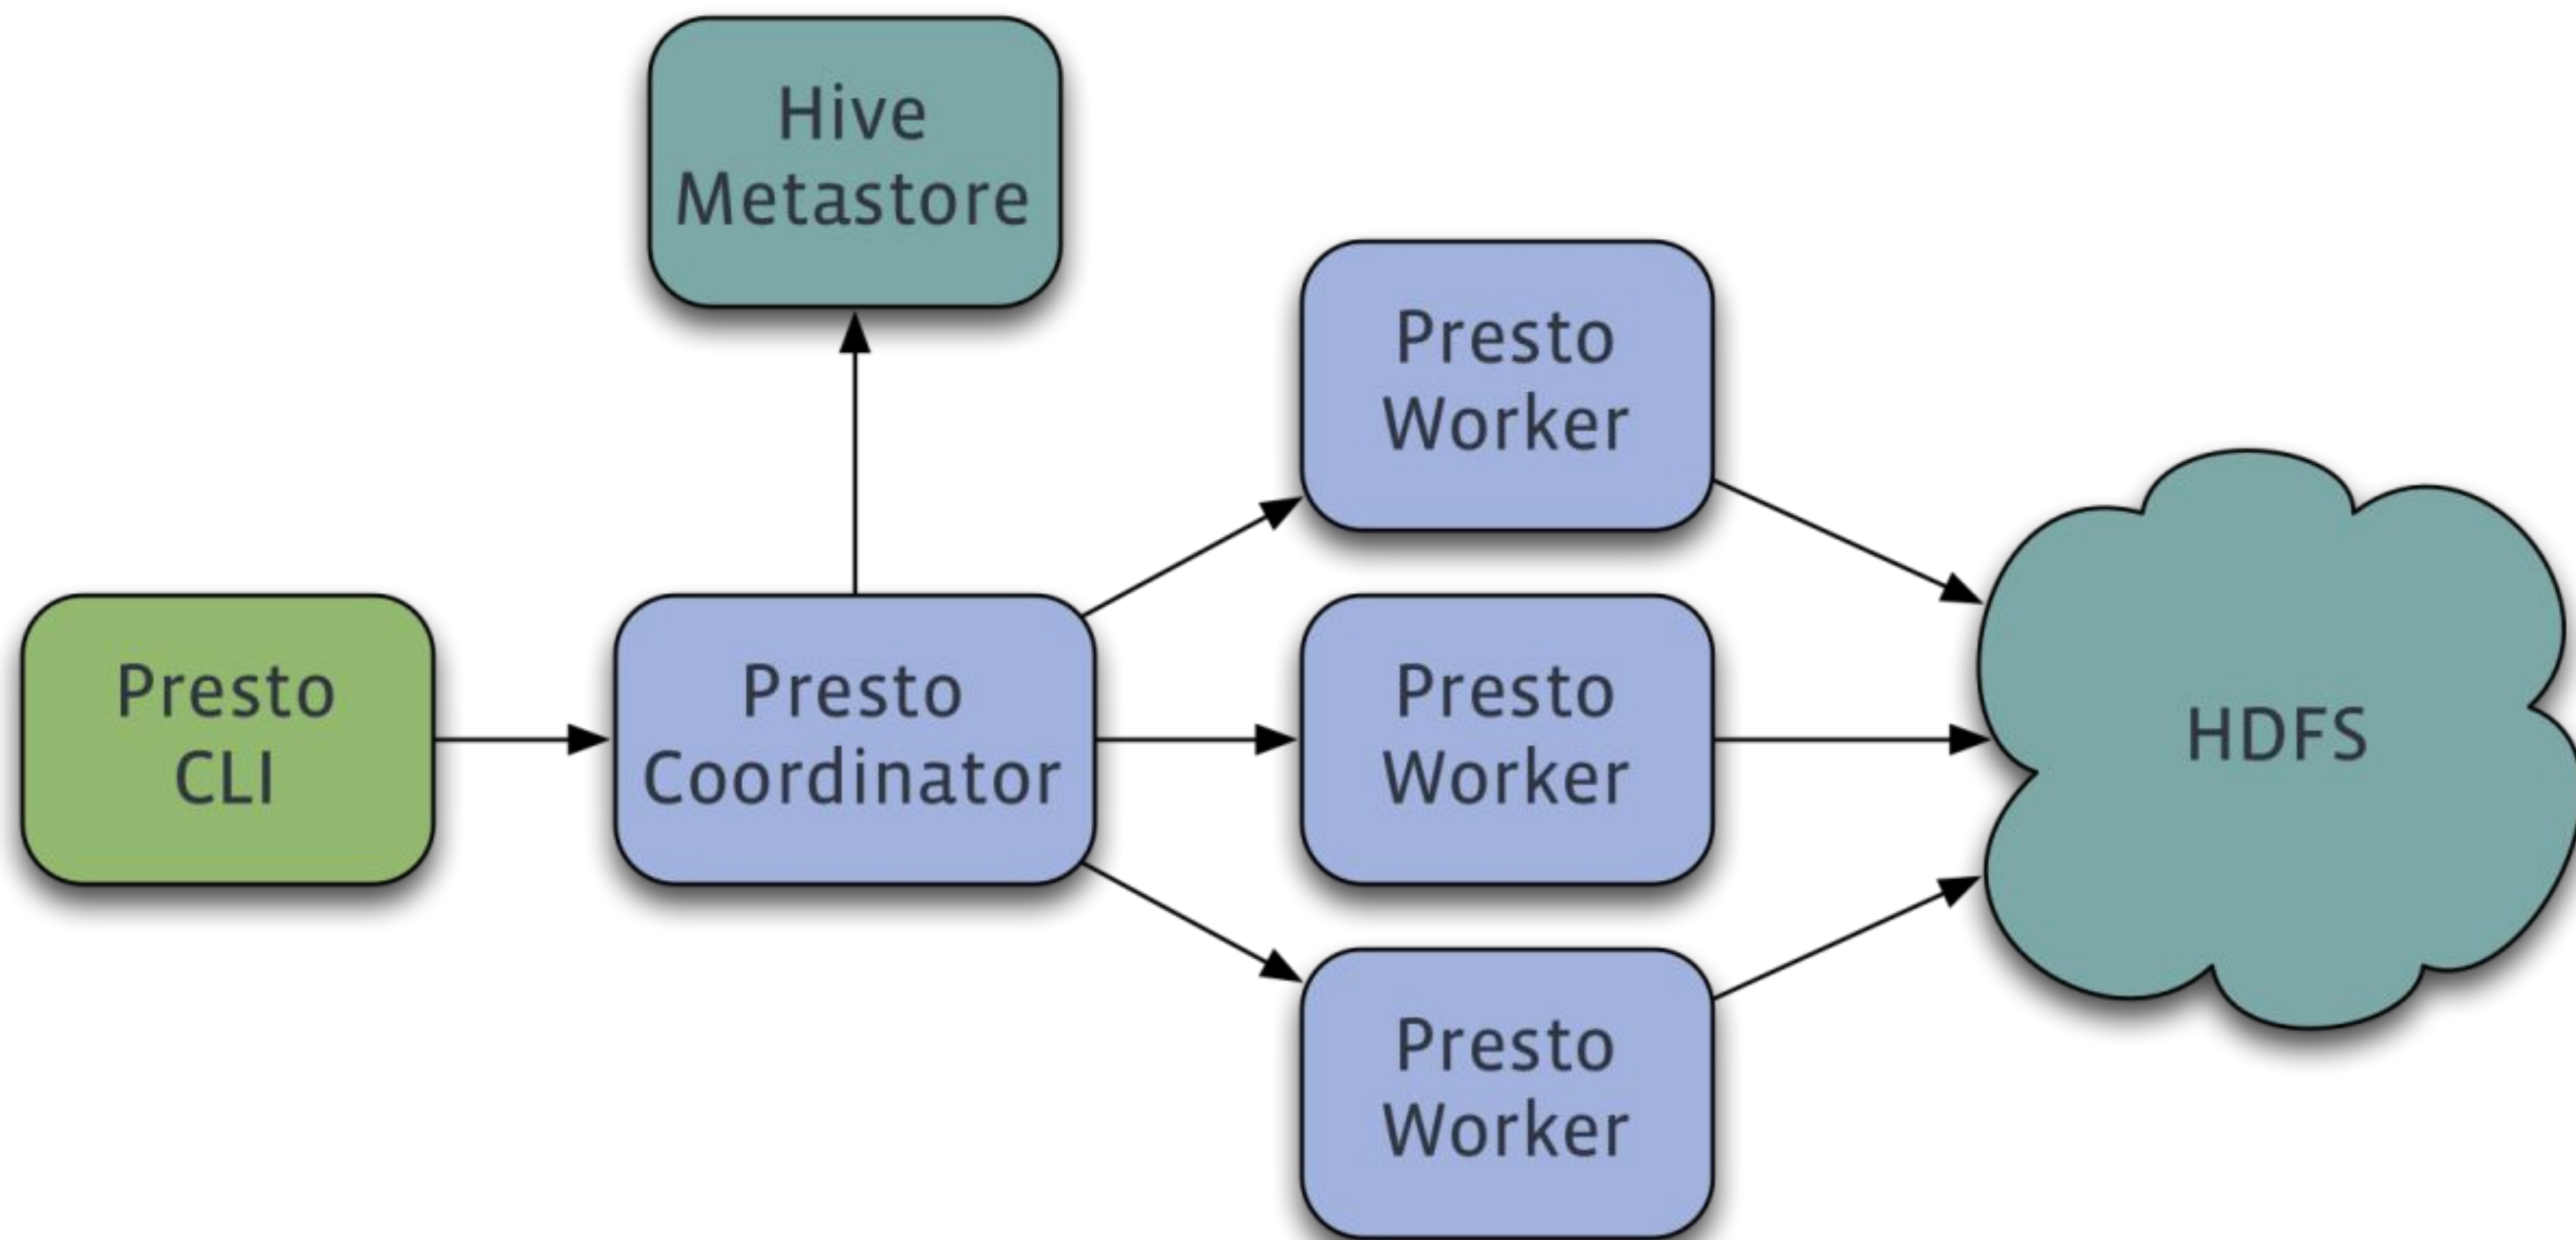 Hive
Metastore
Presto
Worker
Presto
CLI
Presto
Coordinator
Presto
Worker
HDFS
Presto
Worker